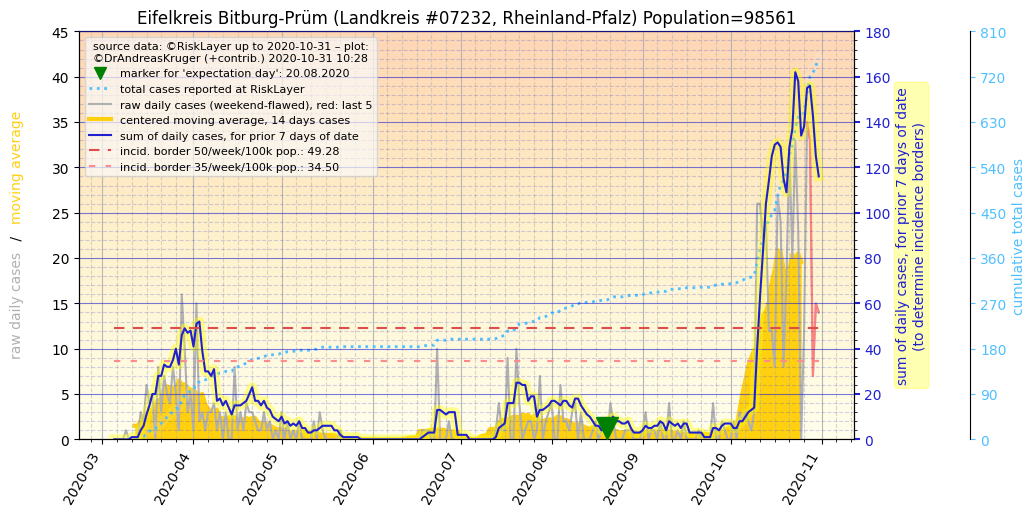 Eifelkreis Bitburg-Prüm (Landkreis #07232, Rheinland-Pfalz) Population=98561
source data: ©RiskLayer up to 2020-10-31 – plot:
©DrAndreasKruger (+contrib.) 2020-10-31 10:28
marker for 'expectation day': 20.08.2020
total cases reported at RiskLayer
raw daily cases (weekend-flawed), red: last 5
centered moving average, 14 days cases
sum of daily cases, for prior 7 days of date
incid. border 50/week/100k pop.: 49.28
incid. border 35/week/100k pop.: 34.50
raw daily cases / moving average
45
40
35
30
25
20
15
10
5
0
180
160
140
120
100
80
60
40
20
0
sum of daily cases, for prior 7 days of date
(to determine incidence borders)
810
720
630
540
450
360
270
180
90
0
cumulative total cases
2020-03
2020-04
2020-05
2020-06
2020-07
2020-08
2020-09
2020-10
2020-11